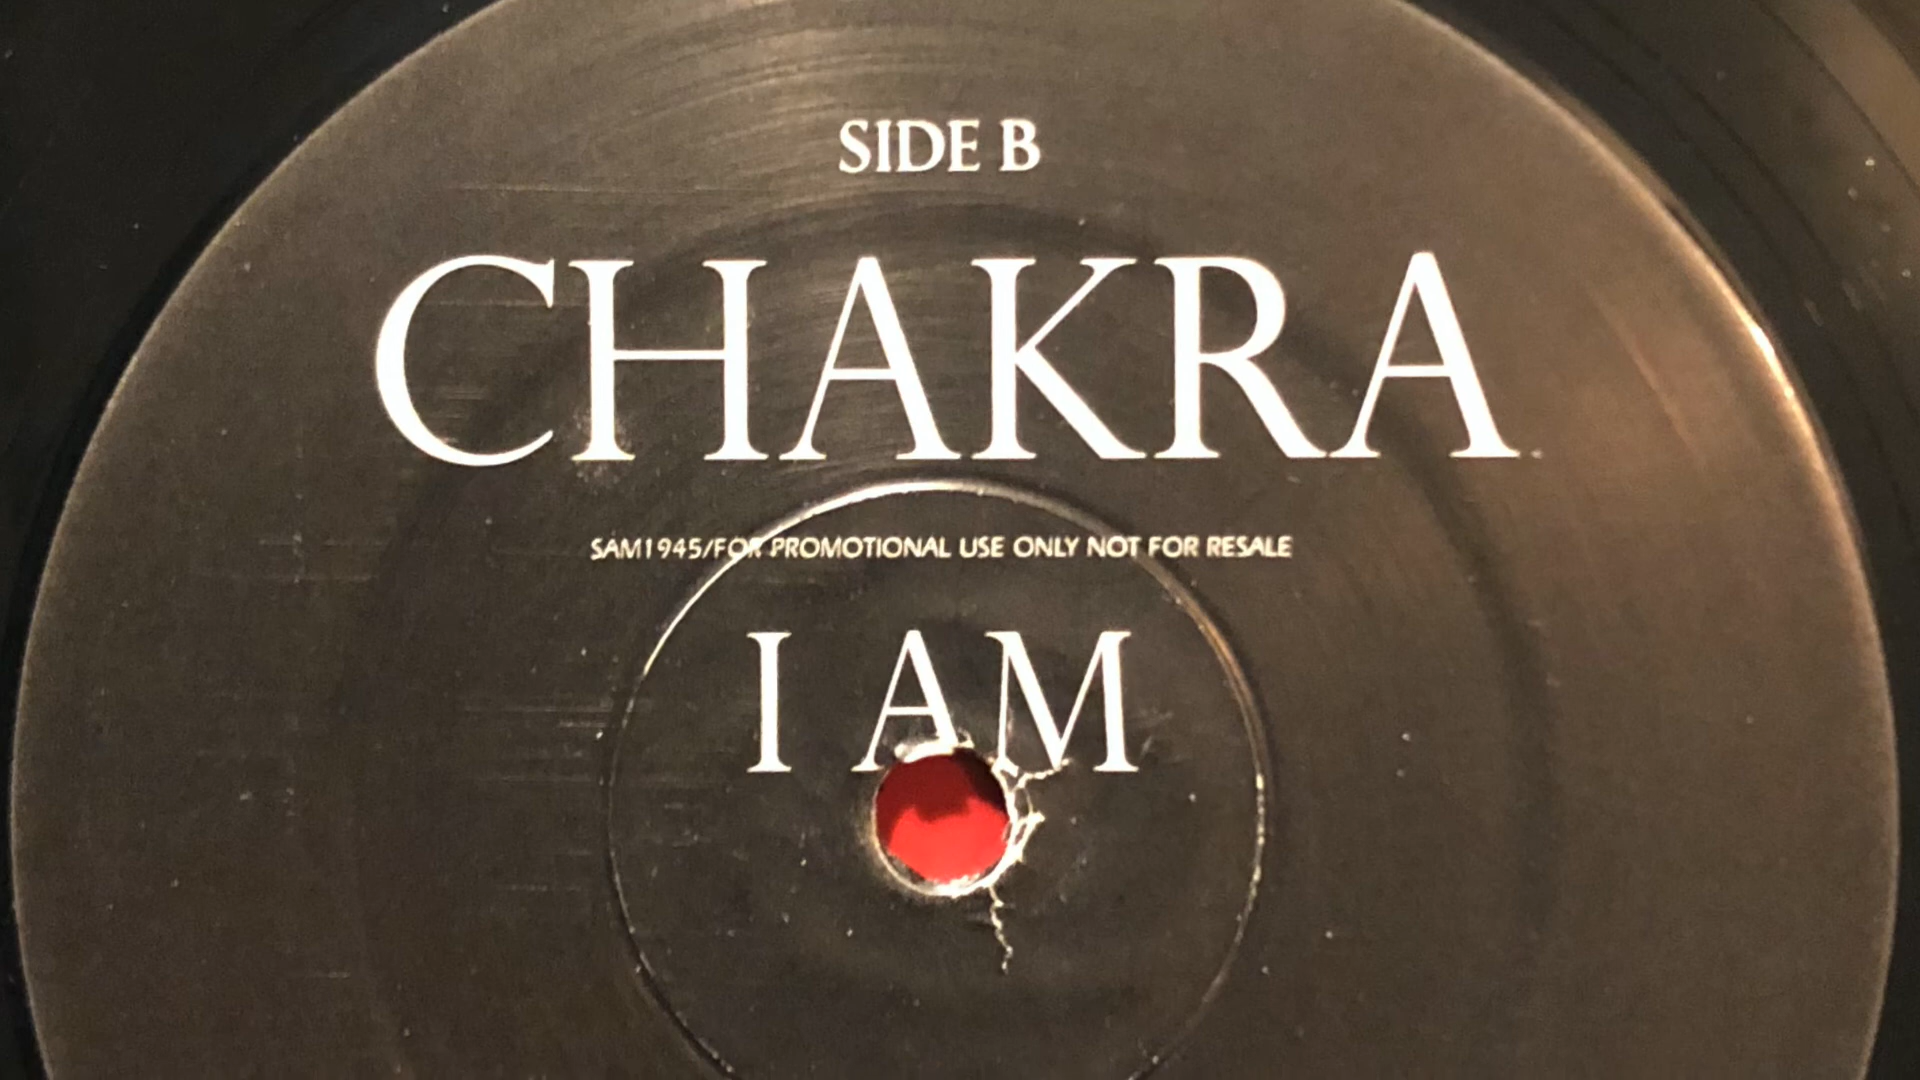 SIDE B
CHAKRA
SAM1945/FOR PROMOTIONAL USE ONLY NOT FOR RESALE
I AM